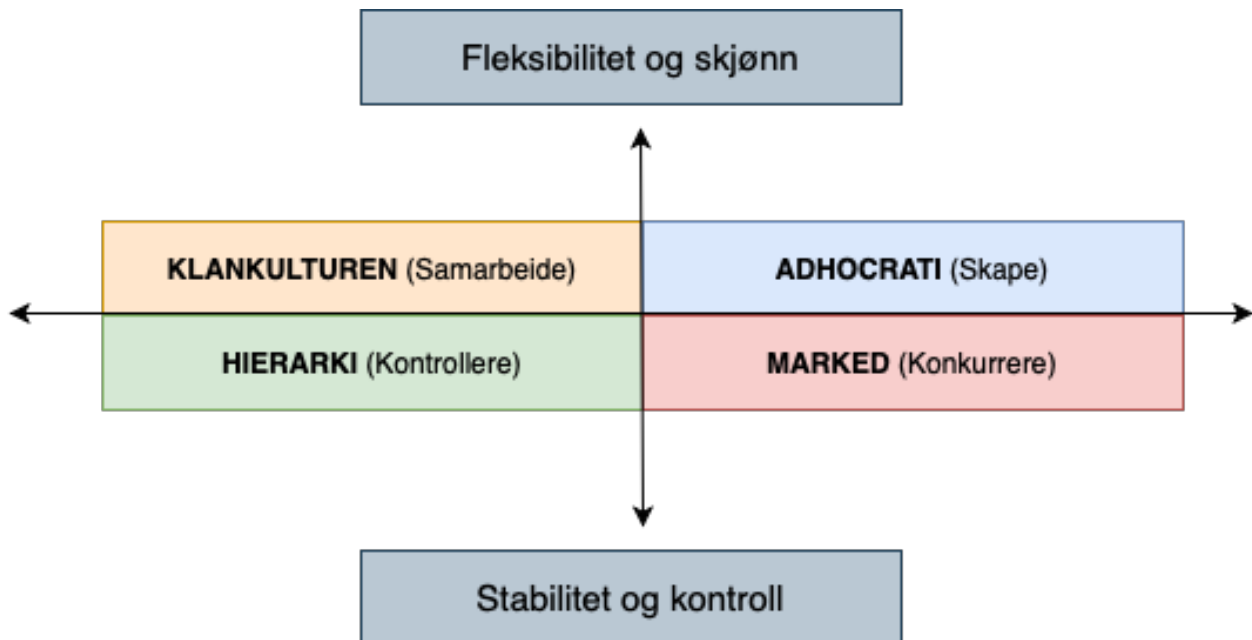 Fleksibilitet og skjønn
KLANKULTUREN (Samarbeide)
ADHOCRATI (Skape)
HIERARKI (Kontrollere)
MARKED (Konkurrere)
Stabilitet og kontroll